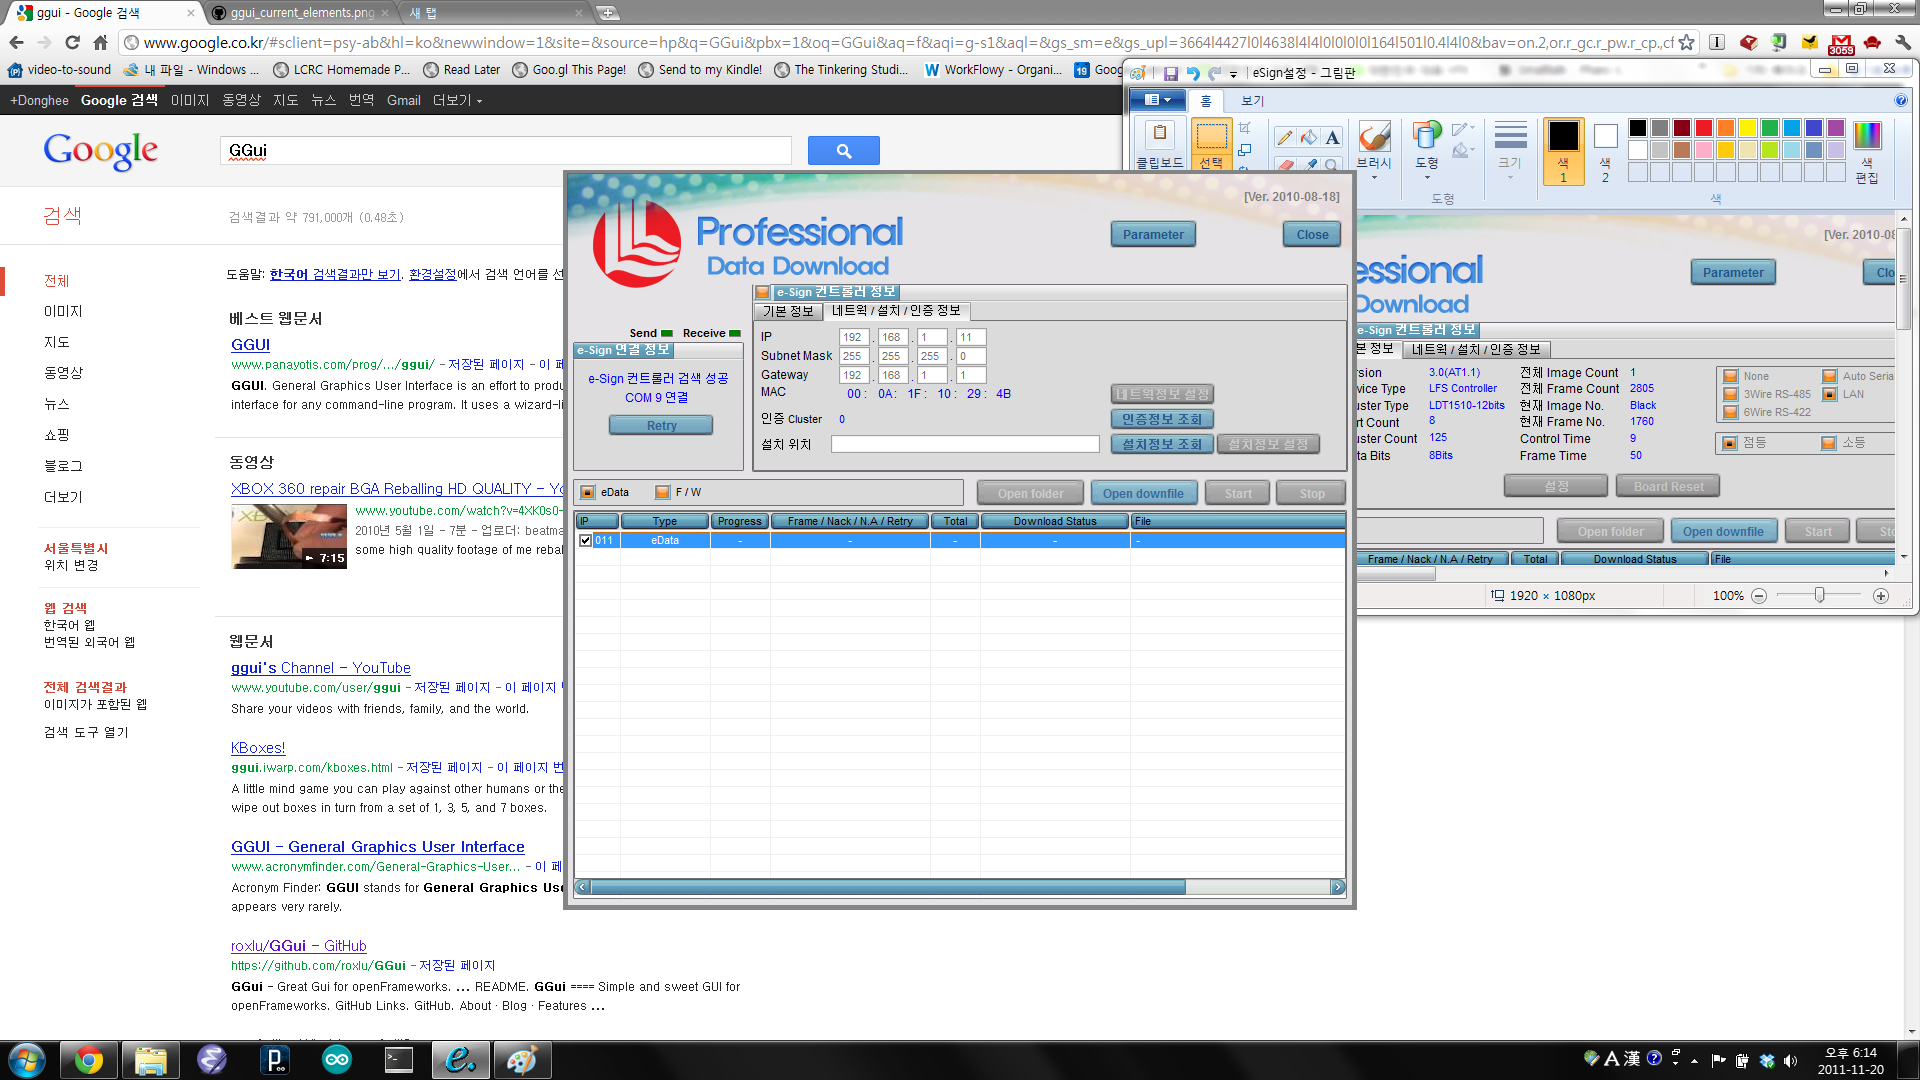 ggui - Google 검색
ggui_current_elements.png
새 탭
www.google.co.kr/#sclient=psy-ab&hl=ko&newwindow=1&site=&source=hp&q=GGui&pbx=1&oq=GGui&aq=f&aqi=g-s1&aql=&gs_sm=e&gs_upl=3664l4427l0l4638l4l4l0l0l0l0l164l501l0.4l4l0&bav=on.2,or.r_gc.r_pw.r_cp.,cf
3059
video-to-sound
내 파일 - Windows ...
LCRC Homemade P...
Read Later
Goo.gl This Page!
Send to my Kindle!
The Tinkering Studi...
WorkFlowy - Organi...
19
Goog
+Donghee Google 검색 이미지 동영상 지도 뉴스 번역 Gmail 더보기
Google
GGui
검색
검색결과 약 791,000개 (0.48초)
도움말: 한국어 검색결과만 보기. 환경설정에서 검색 언어를 선
전체
이미지
지도
동영상
뉴스
쇼핑
블로그
더보기
서울특별시
위치 변경
웹 검색
한국어 웹
번역된 외국어 웹
전체 검색결과
이미지가 포함된 웹
검색 도구 열기
베스트 웹문서
GGUI
www.panayotis.com/prog/.../ggui/ - 저장된 페이지 - 이 페
GGUI. General Graphics User Interface is an effort to produ
interface for any command-line program. It uses a wizard-li
동영상
XBOX 360 repair BGA Reballing HD QUALITY - Yo
www.youtube.com/watch?v=4XK0s0-
2010년 5월 1일 - 7분 - 업로더: beatma
some high quality footage of me rebal
7:15
웹문서
ggui's Channel - YouTube
www.youtube.com/user/ggui - 저장된 페이지 - 이 페이지
Share your videos with friends, family, and the world.
KBoxes!
ggui.iwarp.com/kboxes.html - 저장된 페이지 - 이 페이지 번
A little mind game you can play against other humans or the
wipe out boxes in turn from a set of 1, 3, 5, and 7 boxes.
GGUI - General Graphics User Interface
www.acronymfinder.com/General-Graphics-User... - 이 페
Acronym Finder: GGUI stands for General Graphics Use
appears very rarely.
roxlu/GGui - GitHub
https://github.com/roxlu/GGui - 저장된 페이지
GGui - Great Gui for openFrameworks. ... README. GGui ==== Simple and sweet GUI for
openFrameworks. GitHub Links. GitHub. About · Blog · Features ...
[Ver. 2010-08-18]
Professional
Data Download
Parameter
Close
Send
Receive
e-Sign 연결 정보
e-Sign 컨트롤러 검색 성공
COM 9 연결
Retry
e-Sign 컨트롤러 정보
기본 정보
네트웍 / 설치 / 인증 정보
IP 192 . 168 . 1 . 11
Subnet Mask 255 . 255 . 255 . 0
Gateway 192 . 168 . 1 . 1
MAC 00 : 0A : 1F : 10 : 29 : 4B
네트웍정보 설정
인증 Cluster 0
인증정보 조회
설치 위치
설치정보 조회
설치정보 설정
eData
F / W
Open folder
Open downfile
Start
Stop
IP Type Progress Frame / Nack / N.A / Retry Total Download Status File
011 eData - - - - -
eSign설정 - 그림판
홈
보기
클립보드
선택
브러시
도형
크기
색
1
색
2
색
편집
도형
색
[Ver. 2010-08
essional
Download
Parameter
Clo
e-Sign 컨트롤러 정보
본 정보
네트웍 / 설치 / 인증 정보
rsion 3.0(AT1.1) 전체 Image Count 1
vice Type LFS Controller 전체 Frame Count 2805
uster Type LDT1510-12bits 현재 Image No. Black
rt Count 8 현재 Frame No. 1760
uster Count 125 Control Time 9
ta Bits 8Bits Frame Time 50
None
Auto Seria
3Wire RS-485
LAN
6Wire RS-422
점등
소등
설정
Board Reset
Open folder
Open downfile
Start
Sto
Frame / Nack / N.A / Retry Total Download Status File
1920 × 1080px
100%
A 漢
오후 6:14
2011-11-20